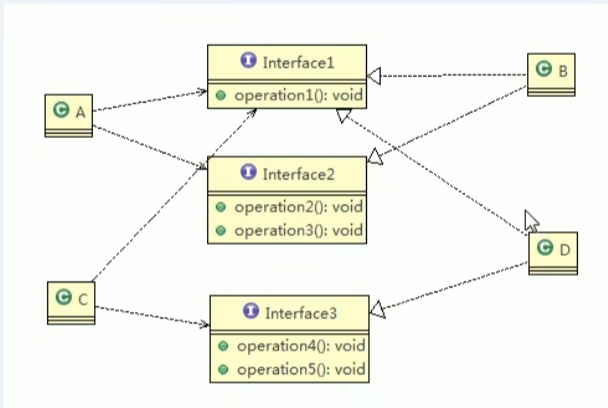 I Interface1
operation1(): void
C A
C B
I Interface2
operation2(): void
operation3(): void
C C
C D
I Interface3
operation4(): void
operation5(): void